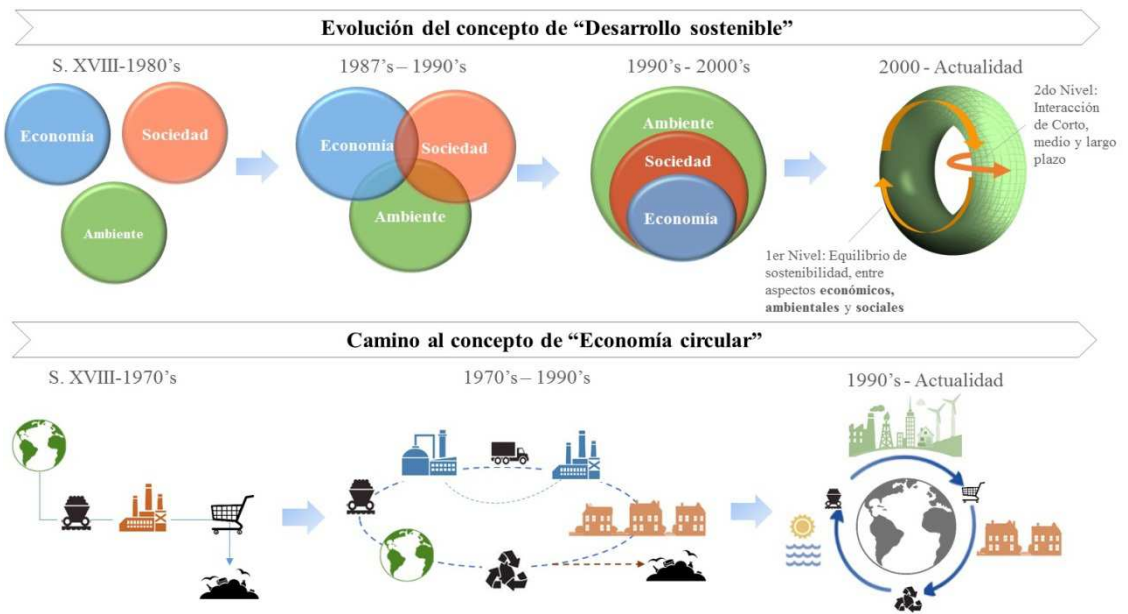 Evolución del concepto de “Desarrollo sostenible”
S. XVIII-1980’s
1987’s – 1990’s
1990’s - 2000’s
2000 - Actualidad
Economía
Sociedad
Ambiente
Economía
Sociedad
Ambiente
Ambiente
Sociedad
Economía
2do Nivel:
Interacción
de Corto,
medio y largo
plazo
1er Nivel: Equilibrio de
sostenibilidad, entre
aspectos económicos,
ambientales y sociales
Camino al concepto de “Economía circular”
S. XVIII-1970’s
1970’s – 1990’s
1990’s - Actualidad